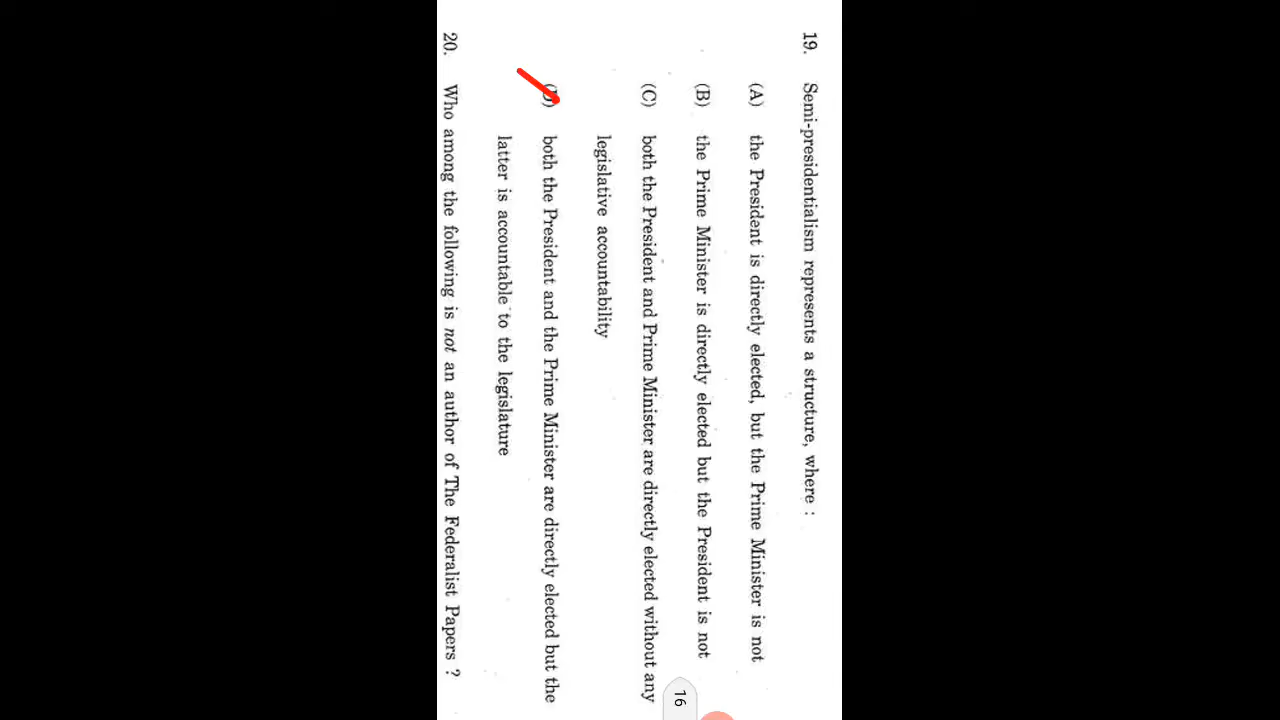 19. Semi-presidentialism represents a structure, where :
(A) the President is directly elected, but the Prime Minister is not
(B) the Prime Minister is directly elected but the President is not
(C) both the President and Prime Minister are directly elected without any
legislative accountability
(D) both the President and the Prime Minister are directly elected but the
latter is accountable to the legislature
20. Who among the following is not an author of The Federalist Papers ?
16